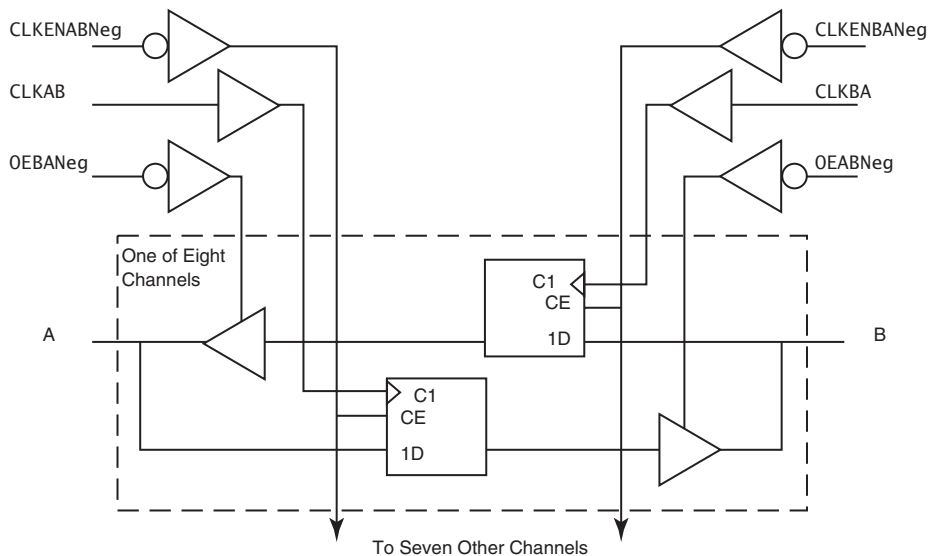 CLKENABNeg
CLKENBANeg
CLKAB
CLKBA
OEBANeg
OEABNeg
One of Eight
Channels
C1
CE
1D
A
B
C1
CE
1D
To Seven Other Channels